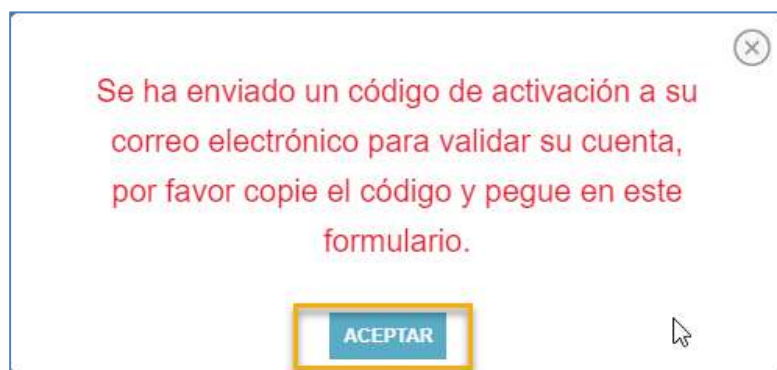 Se ha enviado un código de activación a su
correo electrónico para validar su cuenta,
por favor copie el código y pegue en este
formulario.
ACEPTAR